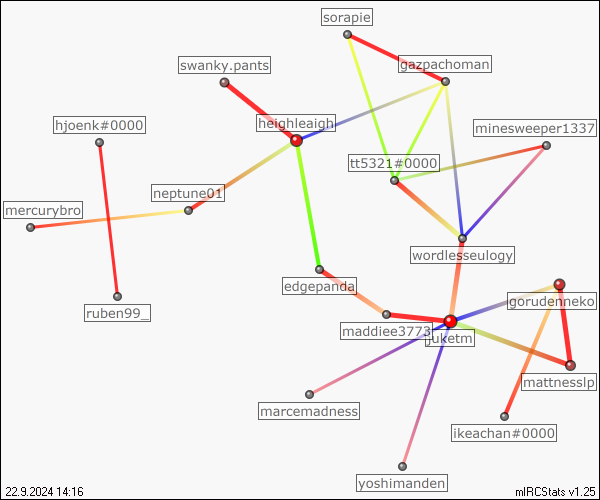 sorapie
gazpachoman
swanky.pants
heighleaigh
hjoenk#0000
minesweeper1337
tt5321#0000
neptune01
mercurybro
wordlesseulogy
edgepanda
gorudenneko
ruben99_
maddiee3773
juketm
mattnesslp
marcemadness
ikeachan#0000
yoshimanden
22.9.2024 14:16
mIRCStats v1.25